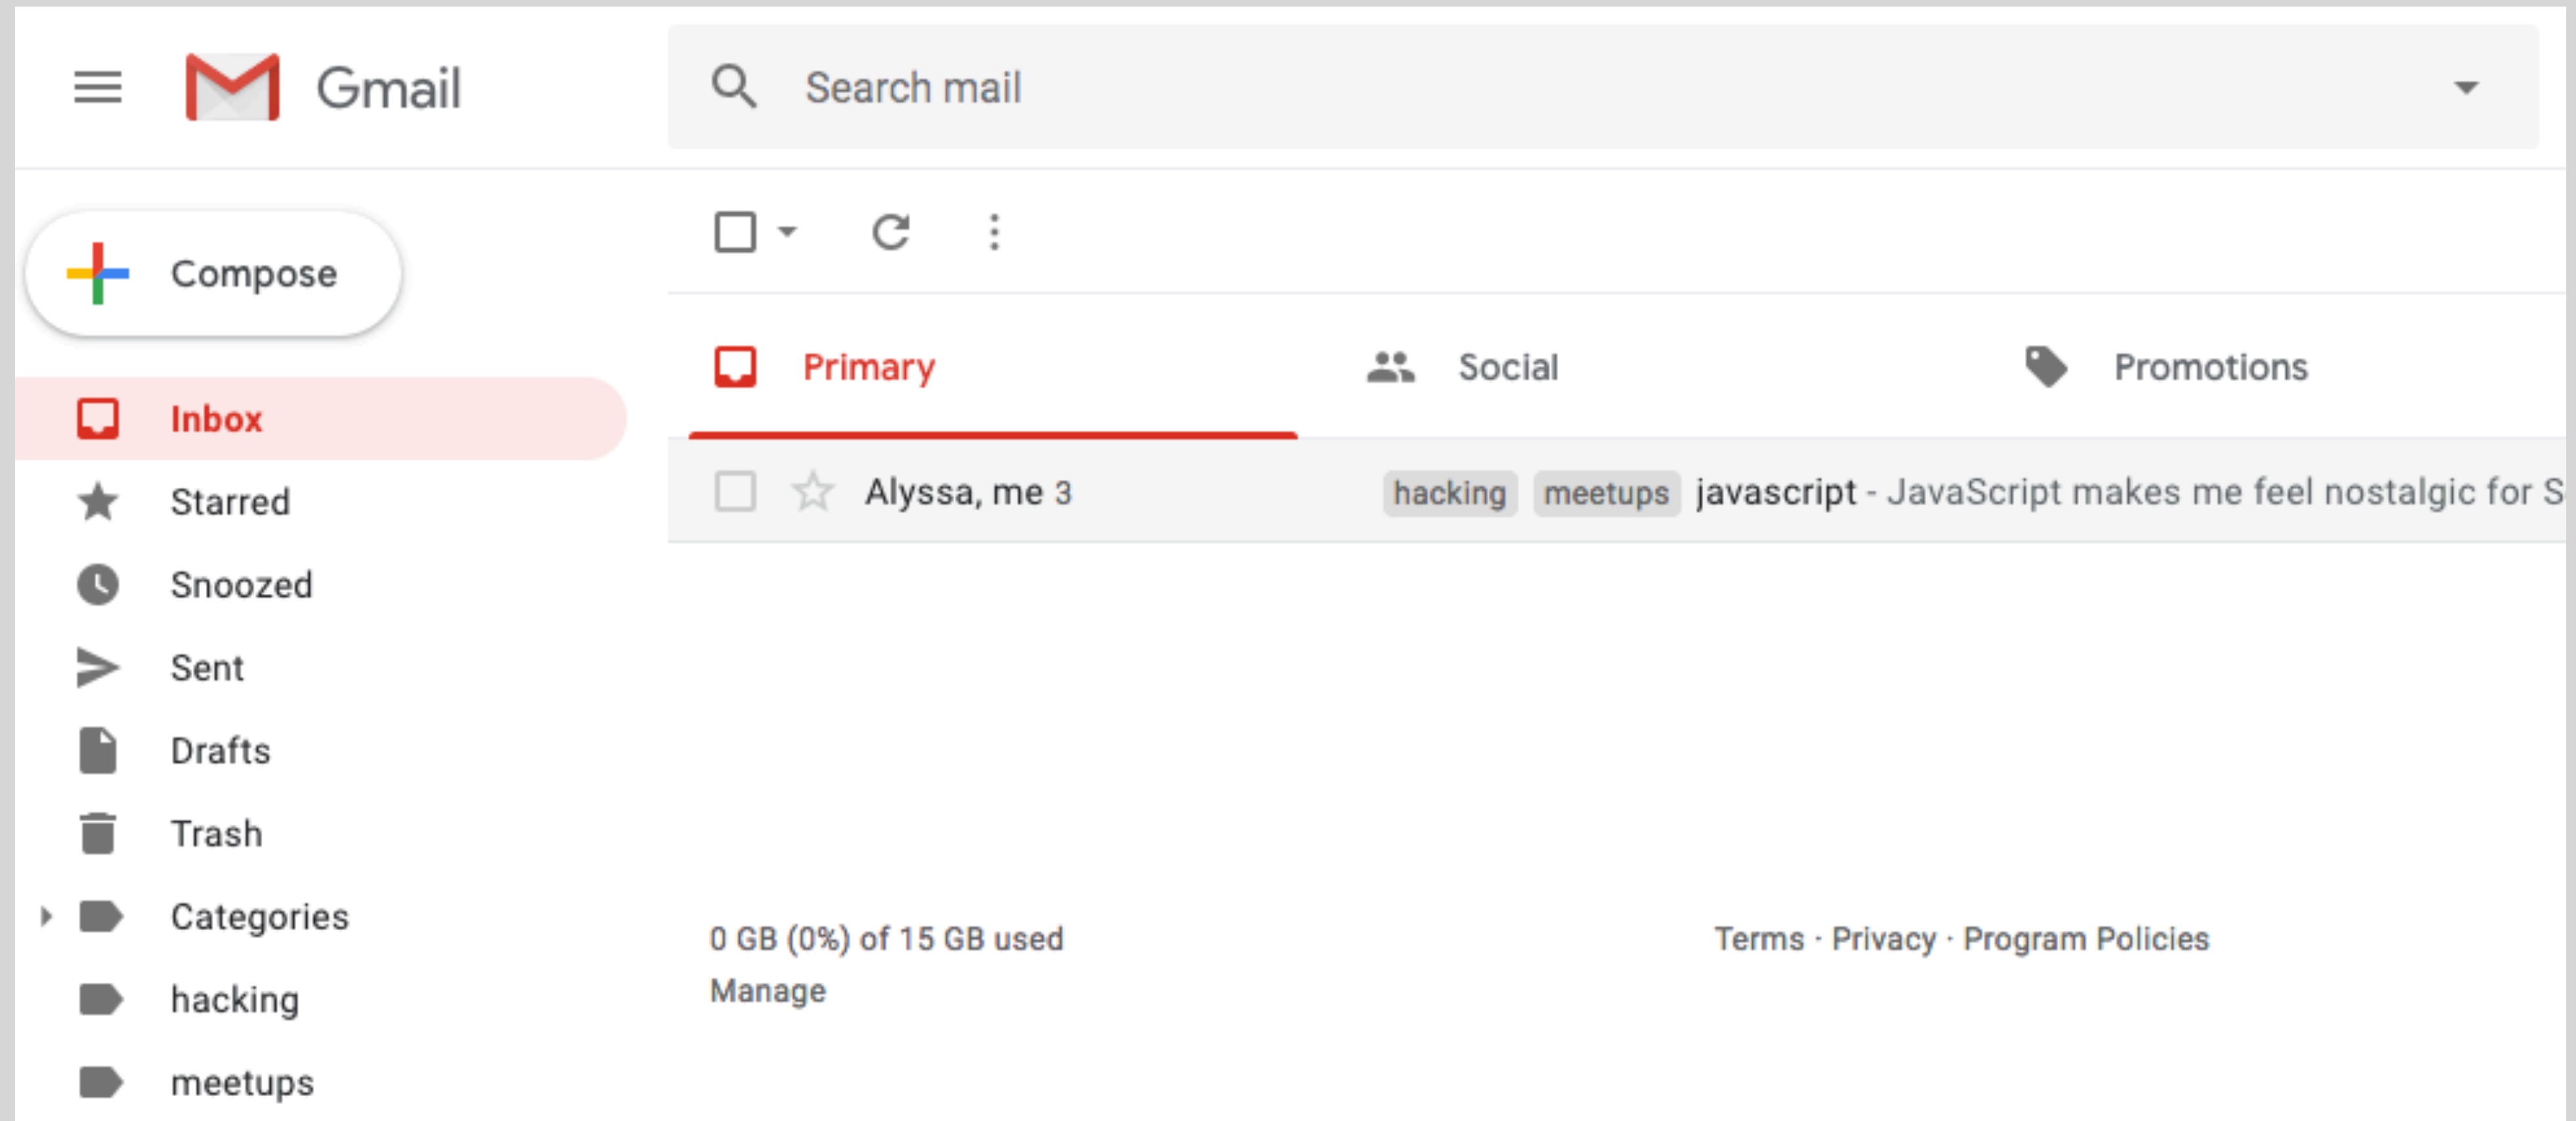 Gmail
Search mail
Compose
Inbox
Starred
Snoozed
Sent
Drafts
Trash
Categories
hacking
meetups
Primary
Social
Promotions
Alyssa, me 3 hacking meetups javascript - JavaScript makes me feel nostalgic for S
0 GB (0%) of 15 GB used
Manage
Terms · Privacy · Program Policies